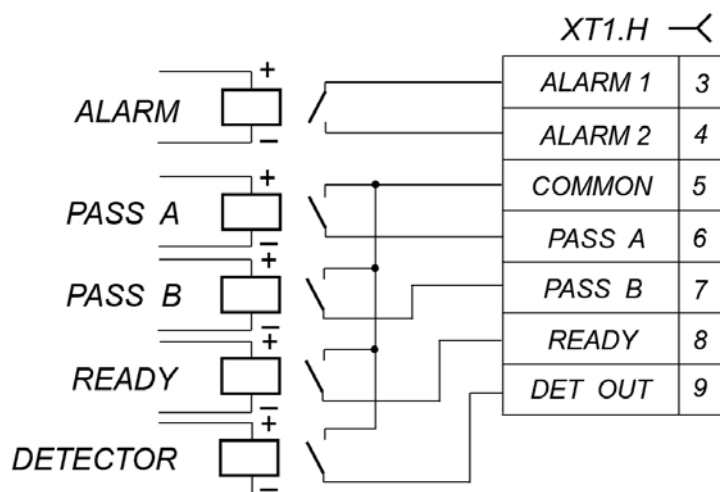 XT1.H
ALARM
+
−
ALARM 1 3
ALARM 2 4
COMMON 5
PASS A
+
−
PASS A 6
PASS B
+
−
PASS B 7
READY
+
−
READY 8
DETECTOR
+
−
DET OUT 9